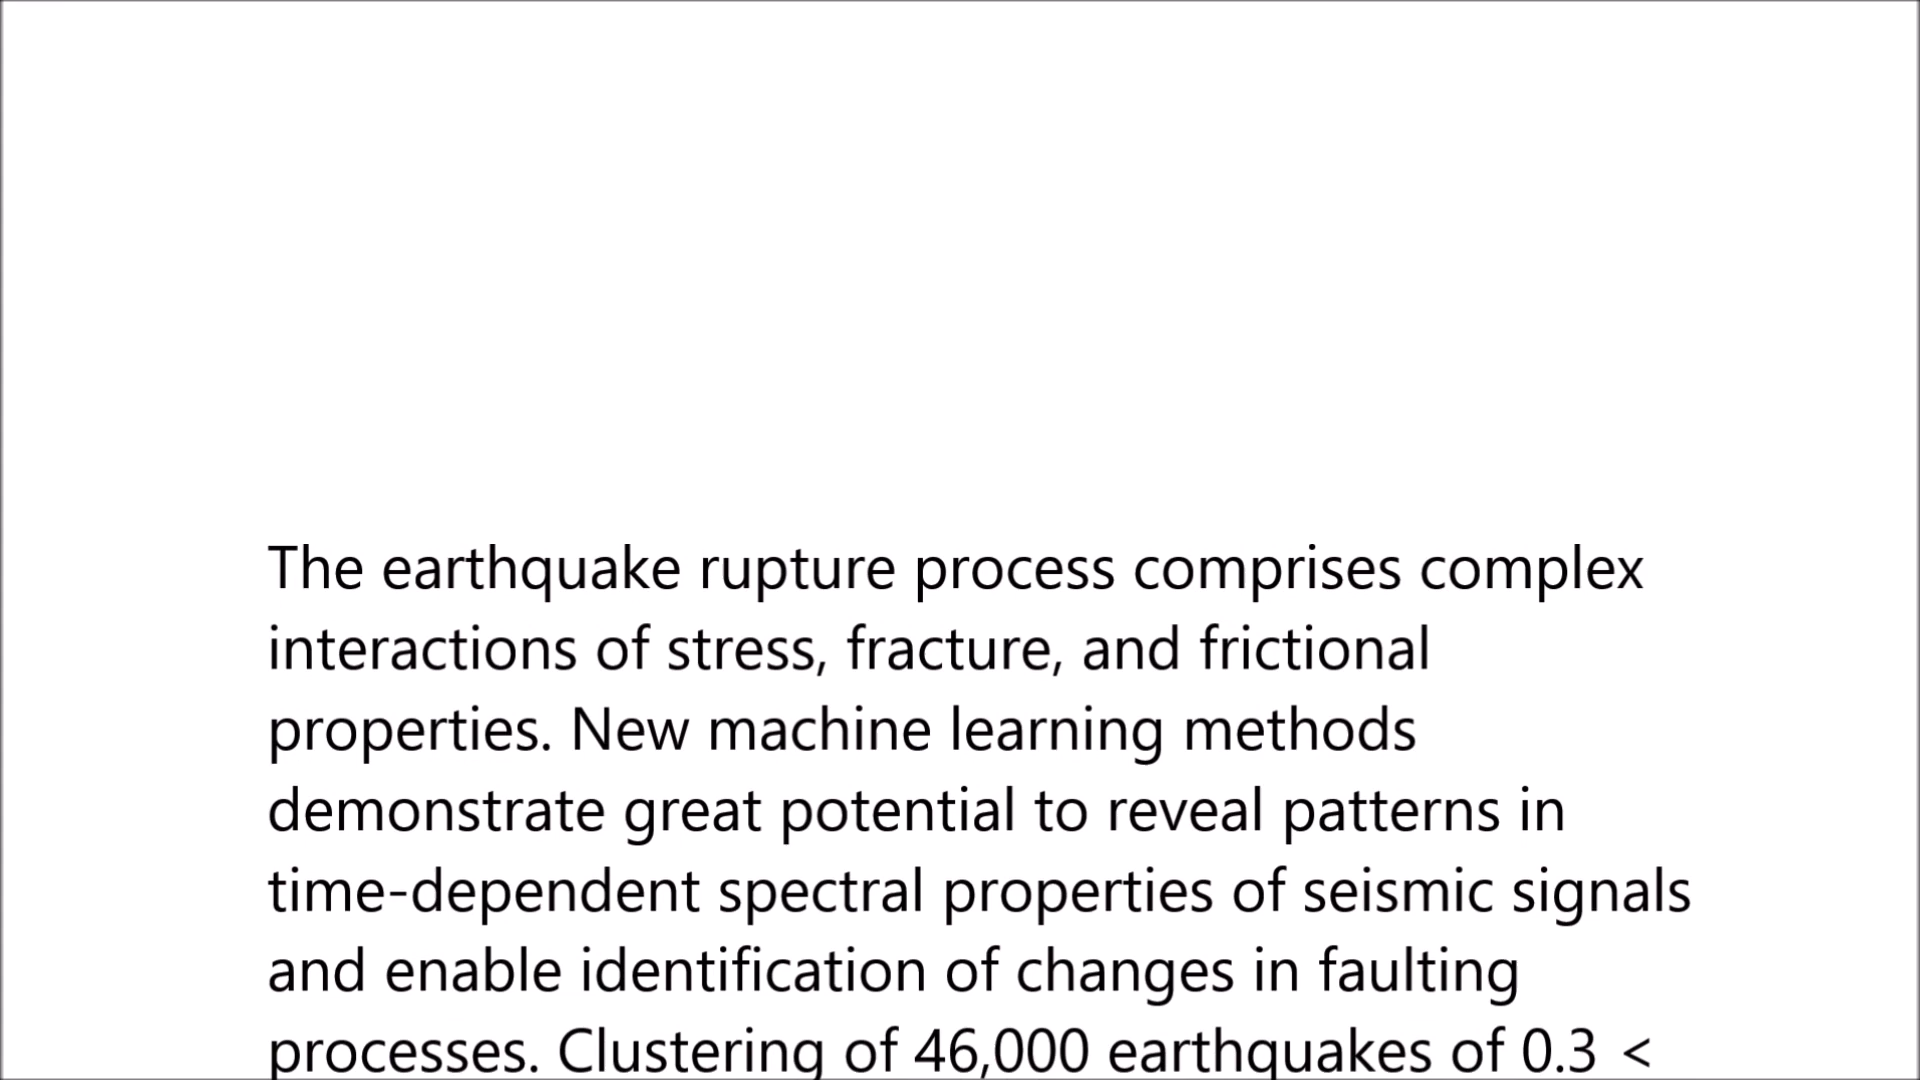 The earthquake rupture process comprises complex
interactions of stress, fracture, and frictional
properties. New machine learning methods
demonstrate great potential to reveal patterns in
time-dependent spectral properties of seismic signals
and enable identification of changes in faulting
processes. Clustering of 46,000 earthquakes of 0.3 <